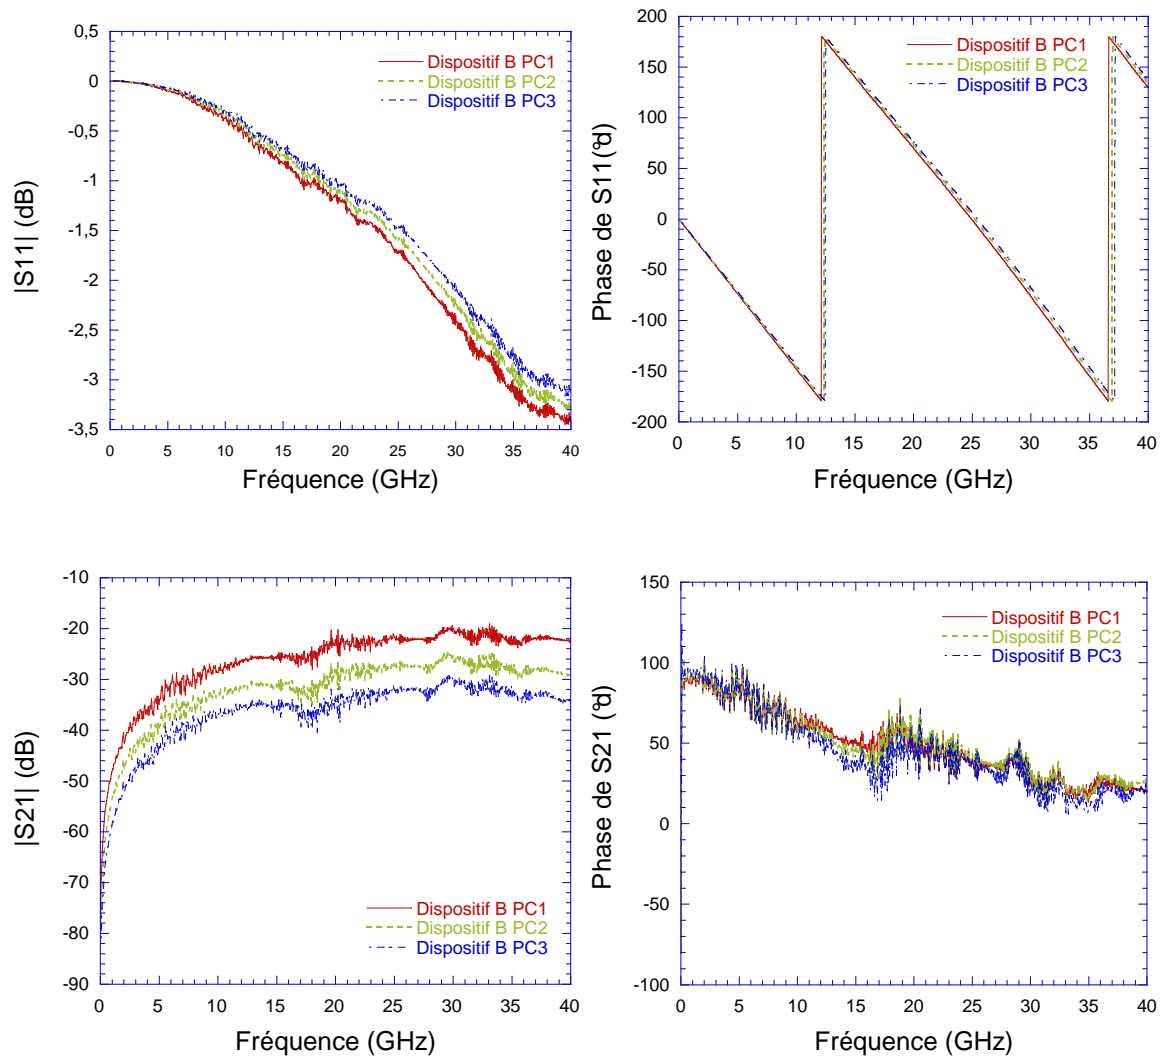 0,5
0
-0,5
-1
-1,5
-2
-2,5
-3
-3,5
|S11| (dB)
Dispositif B PC1
Dispositif B PC2
Dispositif B PC3
0 5 10 15 20 25 30 35 40
Fréquence (GHz)
200
150
100
50
0
-50
-100
-150
-200
Phase de S11(°d)
Dispositif B PC1
Dispositif B PC2
Dispositif B PC3
0 5 10 15 20 25 30 35 40
Fréquence (GHz)
-10
-20
-30
-40
-50
-60
-70
-80
-90
|S21| (dB)
Dispositif B PC1
Dispositif B PC2
Dispositif B PC3
0 5 10 15 20 25 30 35 40
Fréquence (GHz)
150
100
50
0
-50
-100
Phase de S21 (°d)
Dispositif B PC1
Dispositif B PC2
Dispositif B PC3
0 5 10 15 20 25 30 35 40
Fréquence (GHz)